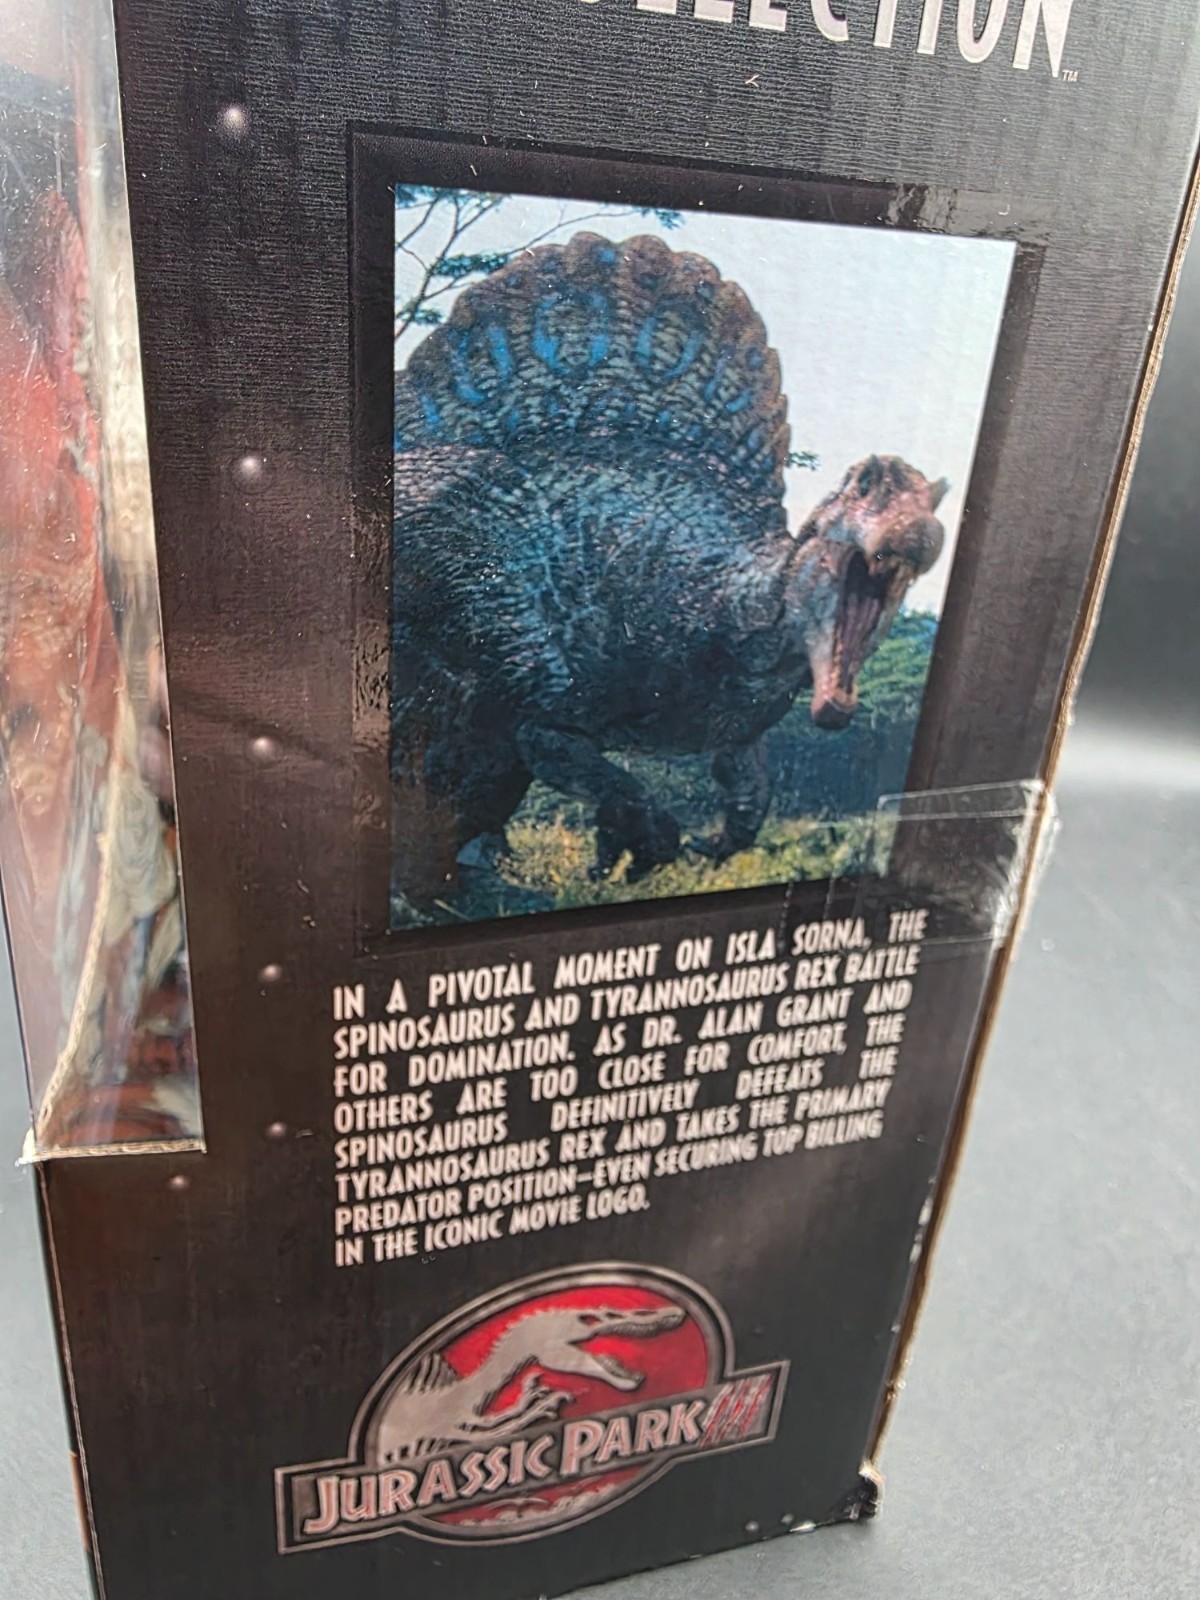 LLECTION™
IN A PIVOTAL MOMENT ON ISLA SORNA, THE
SPINOSAURUS AND TYRANNOSAURUS REX BATTLE
FOR DOMINATION. AS DR. ALAN GRANT AND
OTHERS ARE TOO CLOSE FOR COMFORT, THE
SPINOSAURUS DEFINITIVELY DEFEATS THE
TYRANNOSAURUS REX AND TAKES THE PRIMARY
PREDATOR POSITION—EVEN SECURING TOP BILLING
IN THE ICONIC MOVIE LOGO.
JURASSIC PARK III